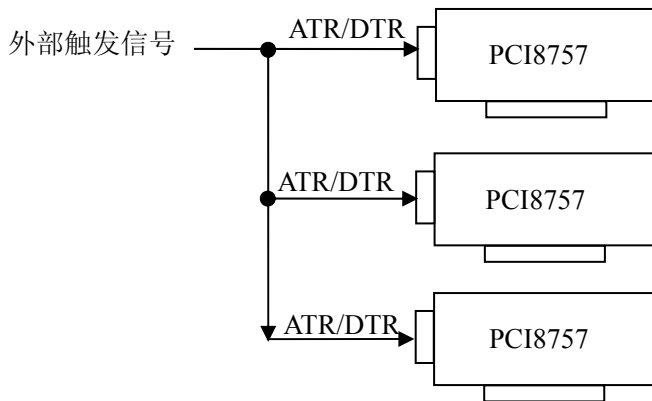 外部触发信号
ATR/DTR
PCI8757
ATR/DTR
PCI8757
ATR/DTR
PCI8757